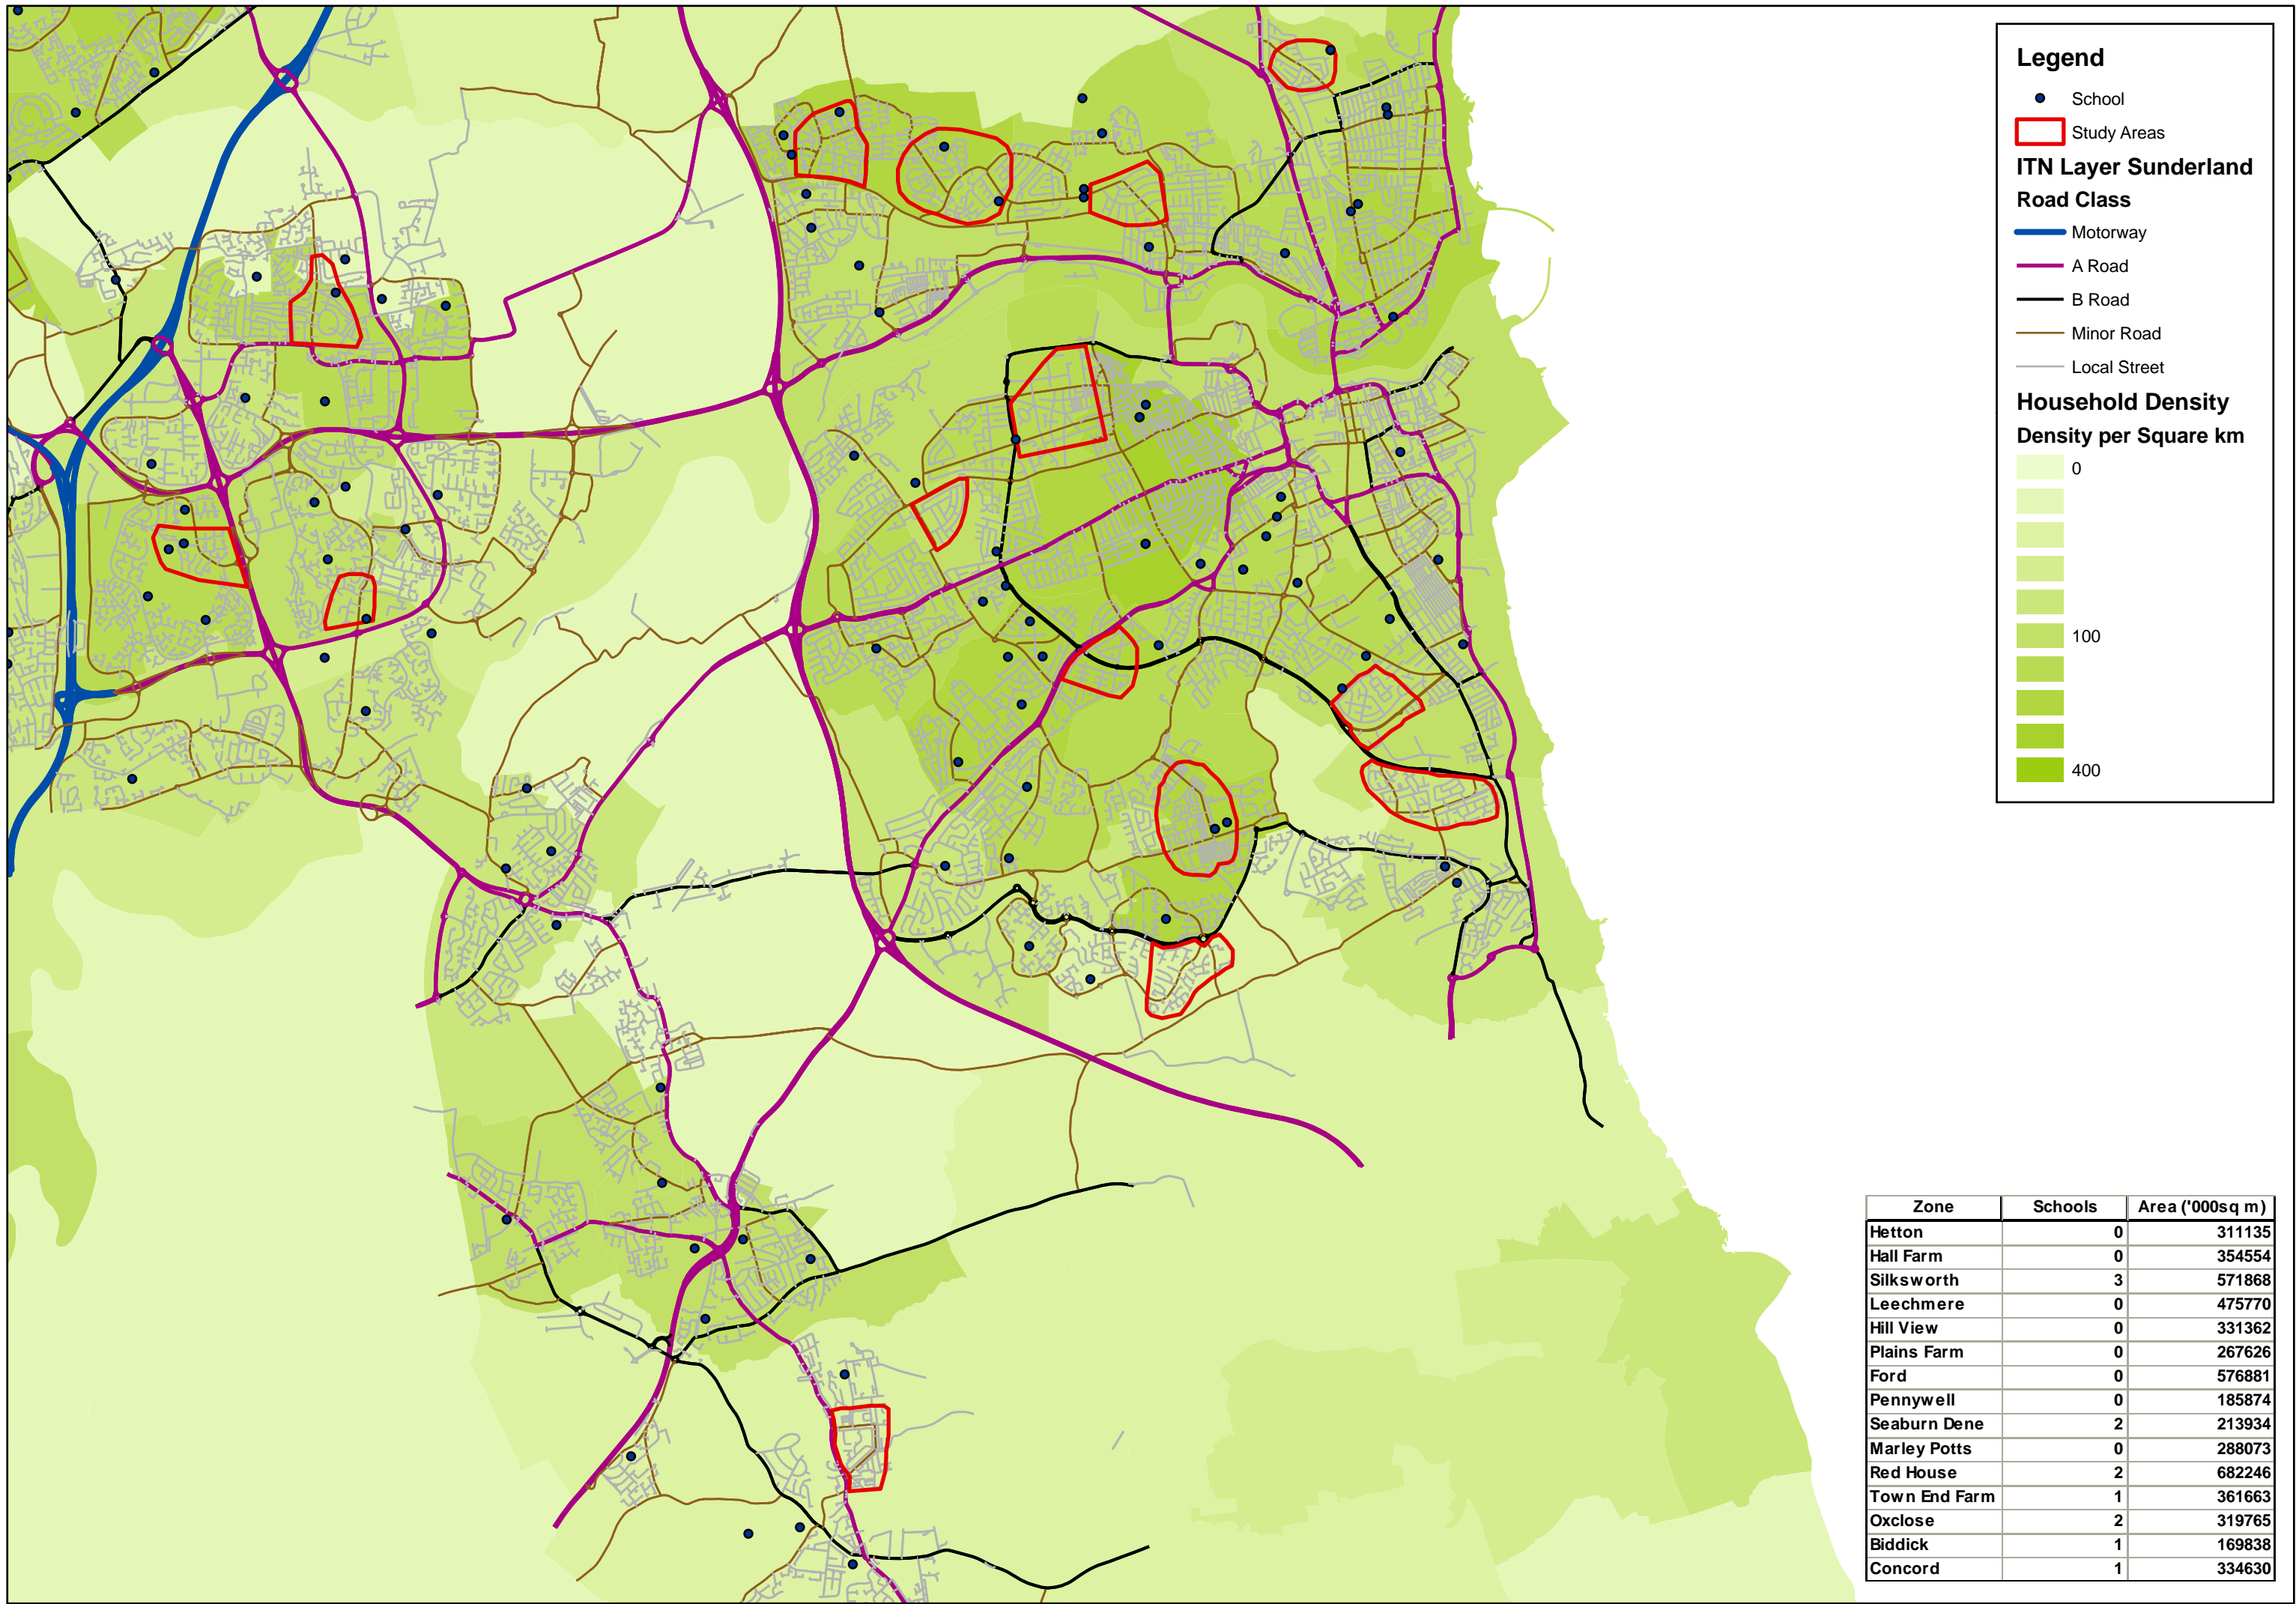 Legend
School
Study Areas
ITN Layer Sunderland
Road Class
Motorway
A Road
B Road
Minor Road
Local Street
Household Density
Density per Square km
0
100
400
Zone Schools Area ('000sq m)
Hetton 0 311135
Hall Farm 0 354554
Silksworth 3 571868
Leechmere 0 475770
Hill View 0 331362
Plains Farm 0 267626
Ford 0 576881
Pennywell 0 185874
Seaburn Dene 2 213934
Marley Potts 0 288073
Red House 2 682246
Town End Farm 1 361663
Oxclose 2 319765
Biddick 1 169838
Concord 1 334630